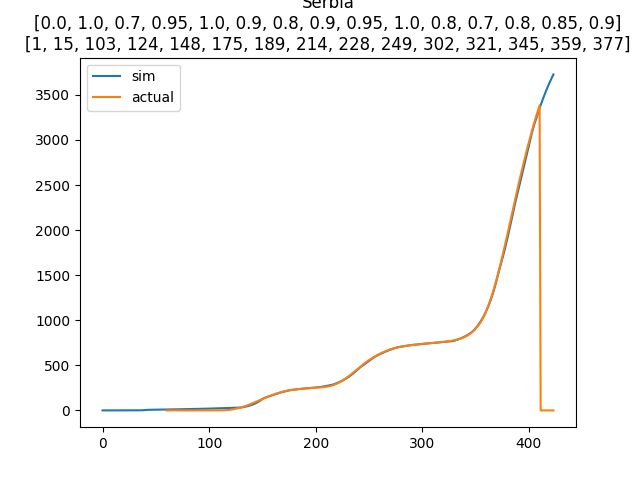 Serbia
[0.0, 1.0, 0.7, 0.95, 1.0, 0.9, 0.8, 0.9, 0.95, 1.0, 0.8, 0.7, 0.8, 0.85, 0.9]
[1, 15, 103, 124, 148, 175, 189, 214, 228, 249, 302, 321, 345, 359, 377]
sim
actual
3500
3000
2500
2000
1500
1000
500
0
0 100 200 300 400